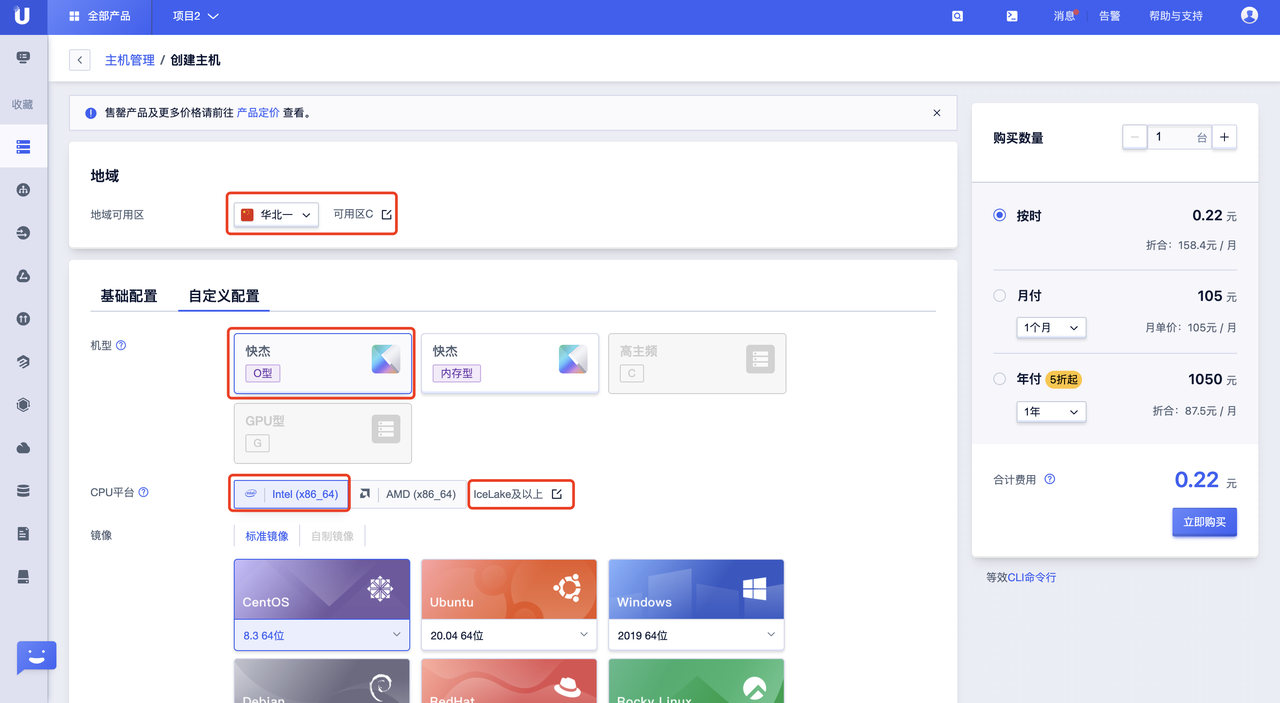 全部产品
项目2
消息
告警
帮助与支持
收藏
主机管理 / 创建主机
售罄产品及更多价格请前往 产品定价 查看。
地域
地域可用区
华北一
可用区C
基础配置
自定义配置
机型
快杰
O型
快杰
内存型
高主频
C
GPU型
G
CPU平台
Intel (x86_64)
AMD (x86_64)
IceLake及以上
镜像
标准镜像
自制镜像
CentOS
8.3 64位
Ubuntu
20.04 64位
Windows
2019 64位
Debian
RedHat
Rocky Linux
购买数量
1
台
按时
0.22 元
折合：158.4元 / 月
月付
105 元
1个月
月单价：105元 / 月
年付
5折起
1050 元
1年
折合：87.5元 / 月
合计费用
0.22 元
立即购买
等效CLI命令行